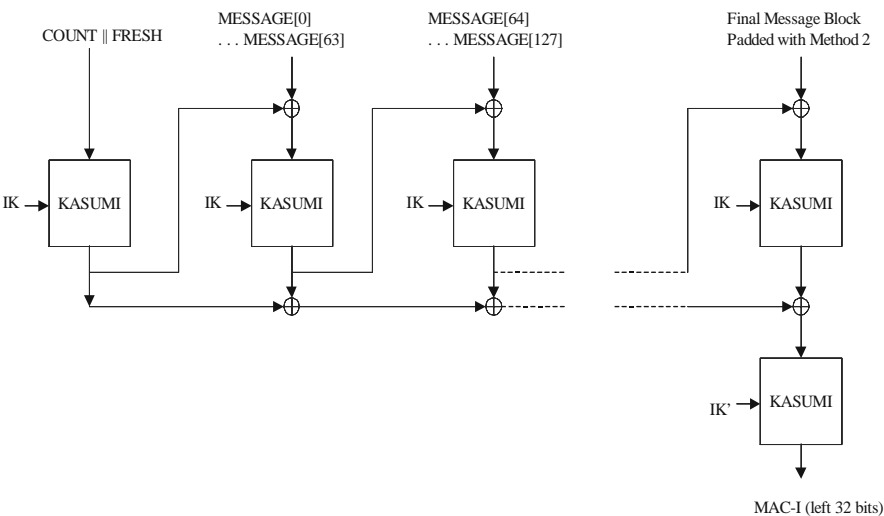 COUNT || FRESH
MESSAGE[0]
. . . MESSAGE[63]
MESSAGE[64]
. . . MESSAGE[127]
Final Message Block
Padded with Method 2
IK
KASUMI
IK
KASUMI
IK
KASUMI
IK
KASUMI
IK’
KASUMI
MAC-I (left 32 bits)